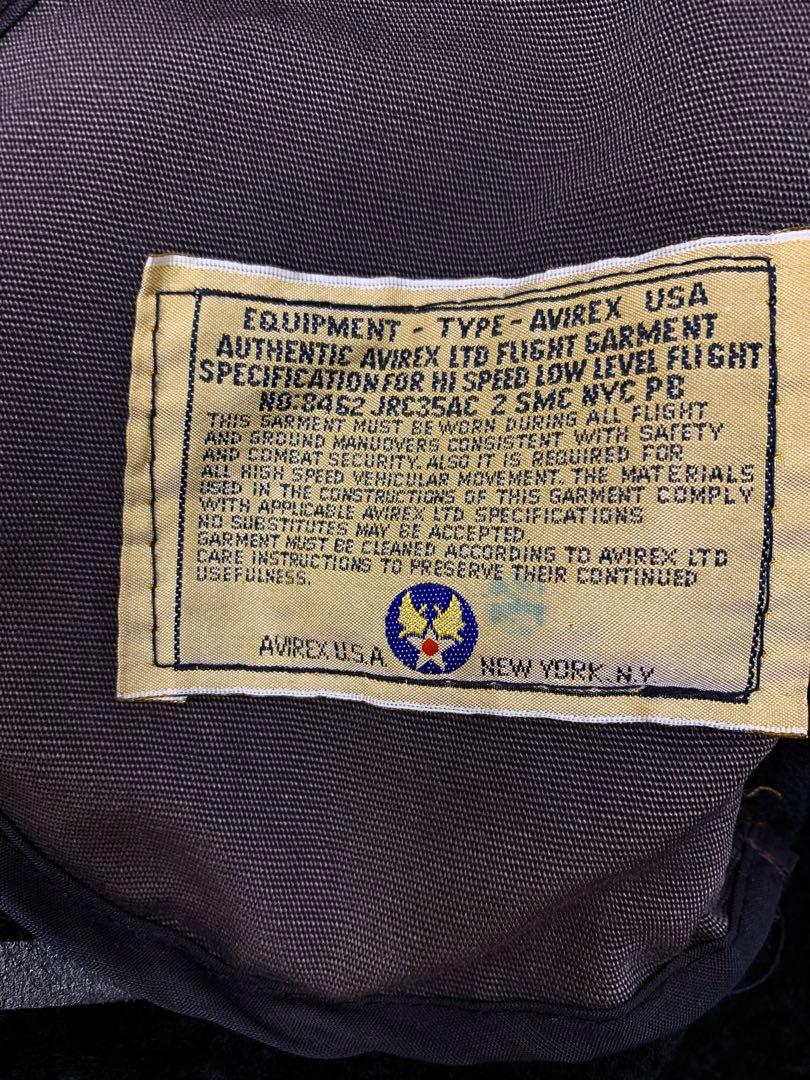 EQUIPMENT - TYPE - AVIREX USA
AUTHENTIC AVIREX LTD FLIGHT GARMENT
SPECIFICATION FOR HI SPEED LOW LEVEL FLIGHT
NO: 8462 JRC35AC 2 SMC NYC PB
THIS GARMENT MUST BE WORN DURING ALL FLIGHT
AND GROUND MANUOVERS CONSISTENT WITH SAFETY
AND COMBAT SECURITY. ALSO IT IS REQUIRED FOR
ALL HIGH SPEED VEHICULAR MOVEMENT. THE MATERIALS
USED IN THE CONSTRUCTIONS OF THIS GARMENT COMPLY
WITH APPLICABLE AVIREX LTD SPECIFICATIONS
NO SUBSTITUTES MAY BE ACCEPTED.
GARMENT MUST BE CLEANED ACCORDING TO AVIREX LTD
CARE INSTRUCTIONS TO PRESERVE THEIR CONTINUED
USEFULNESS.
AVIREX U.S.A. NEW YORK. N.Y